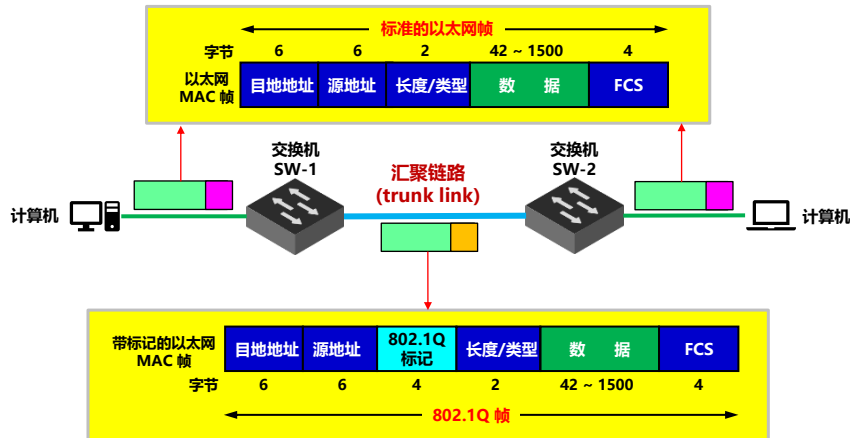 标准的以太网帧
字节 6 6 2 42 ~ 1500 4
以太网
MAC 帧
目地地址 源地址 长度/类型 数 据 FCS
交换机
SW-1
汇聚链路
(trunk link)
交换机
SW-2
计算机
计算机
带标记的以太网
MAC 帧
目地地址 源地址 802.1Q
标记
长度/类型 数 据 FCS
字节 6 6 4 2 42 ~ 1500 4
802.1Q 帧